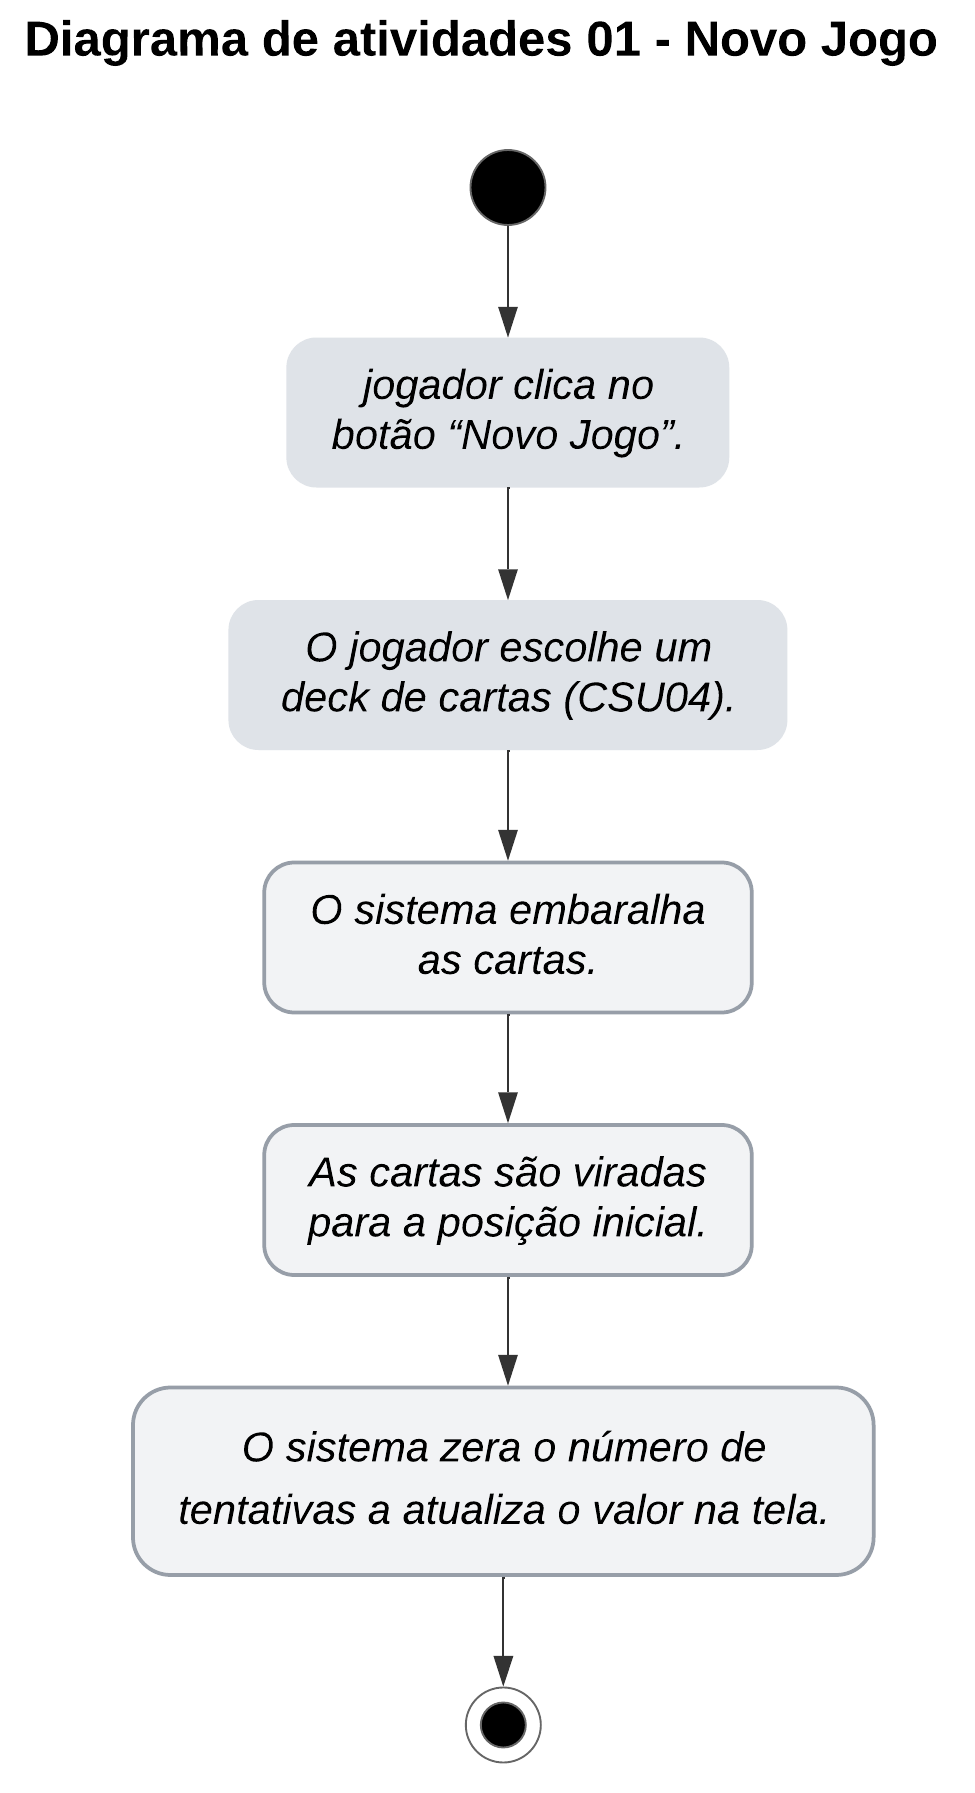 Diagrama de atividades 01 - Novo Jogo
jogador clica no
botão “Novo Jogo”.
O jogador escolhe um
deck de cartas (CSU04).
O sistema embaralha
as cartas.
As cartas são viradas
para a posição inicial.
O sistema zera o número de
tentativas a atualiza o valor na tela.